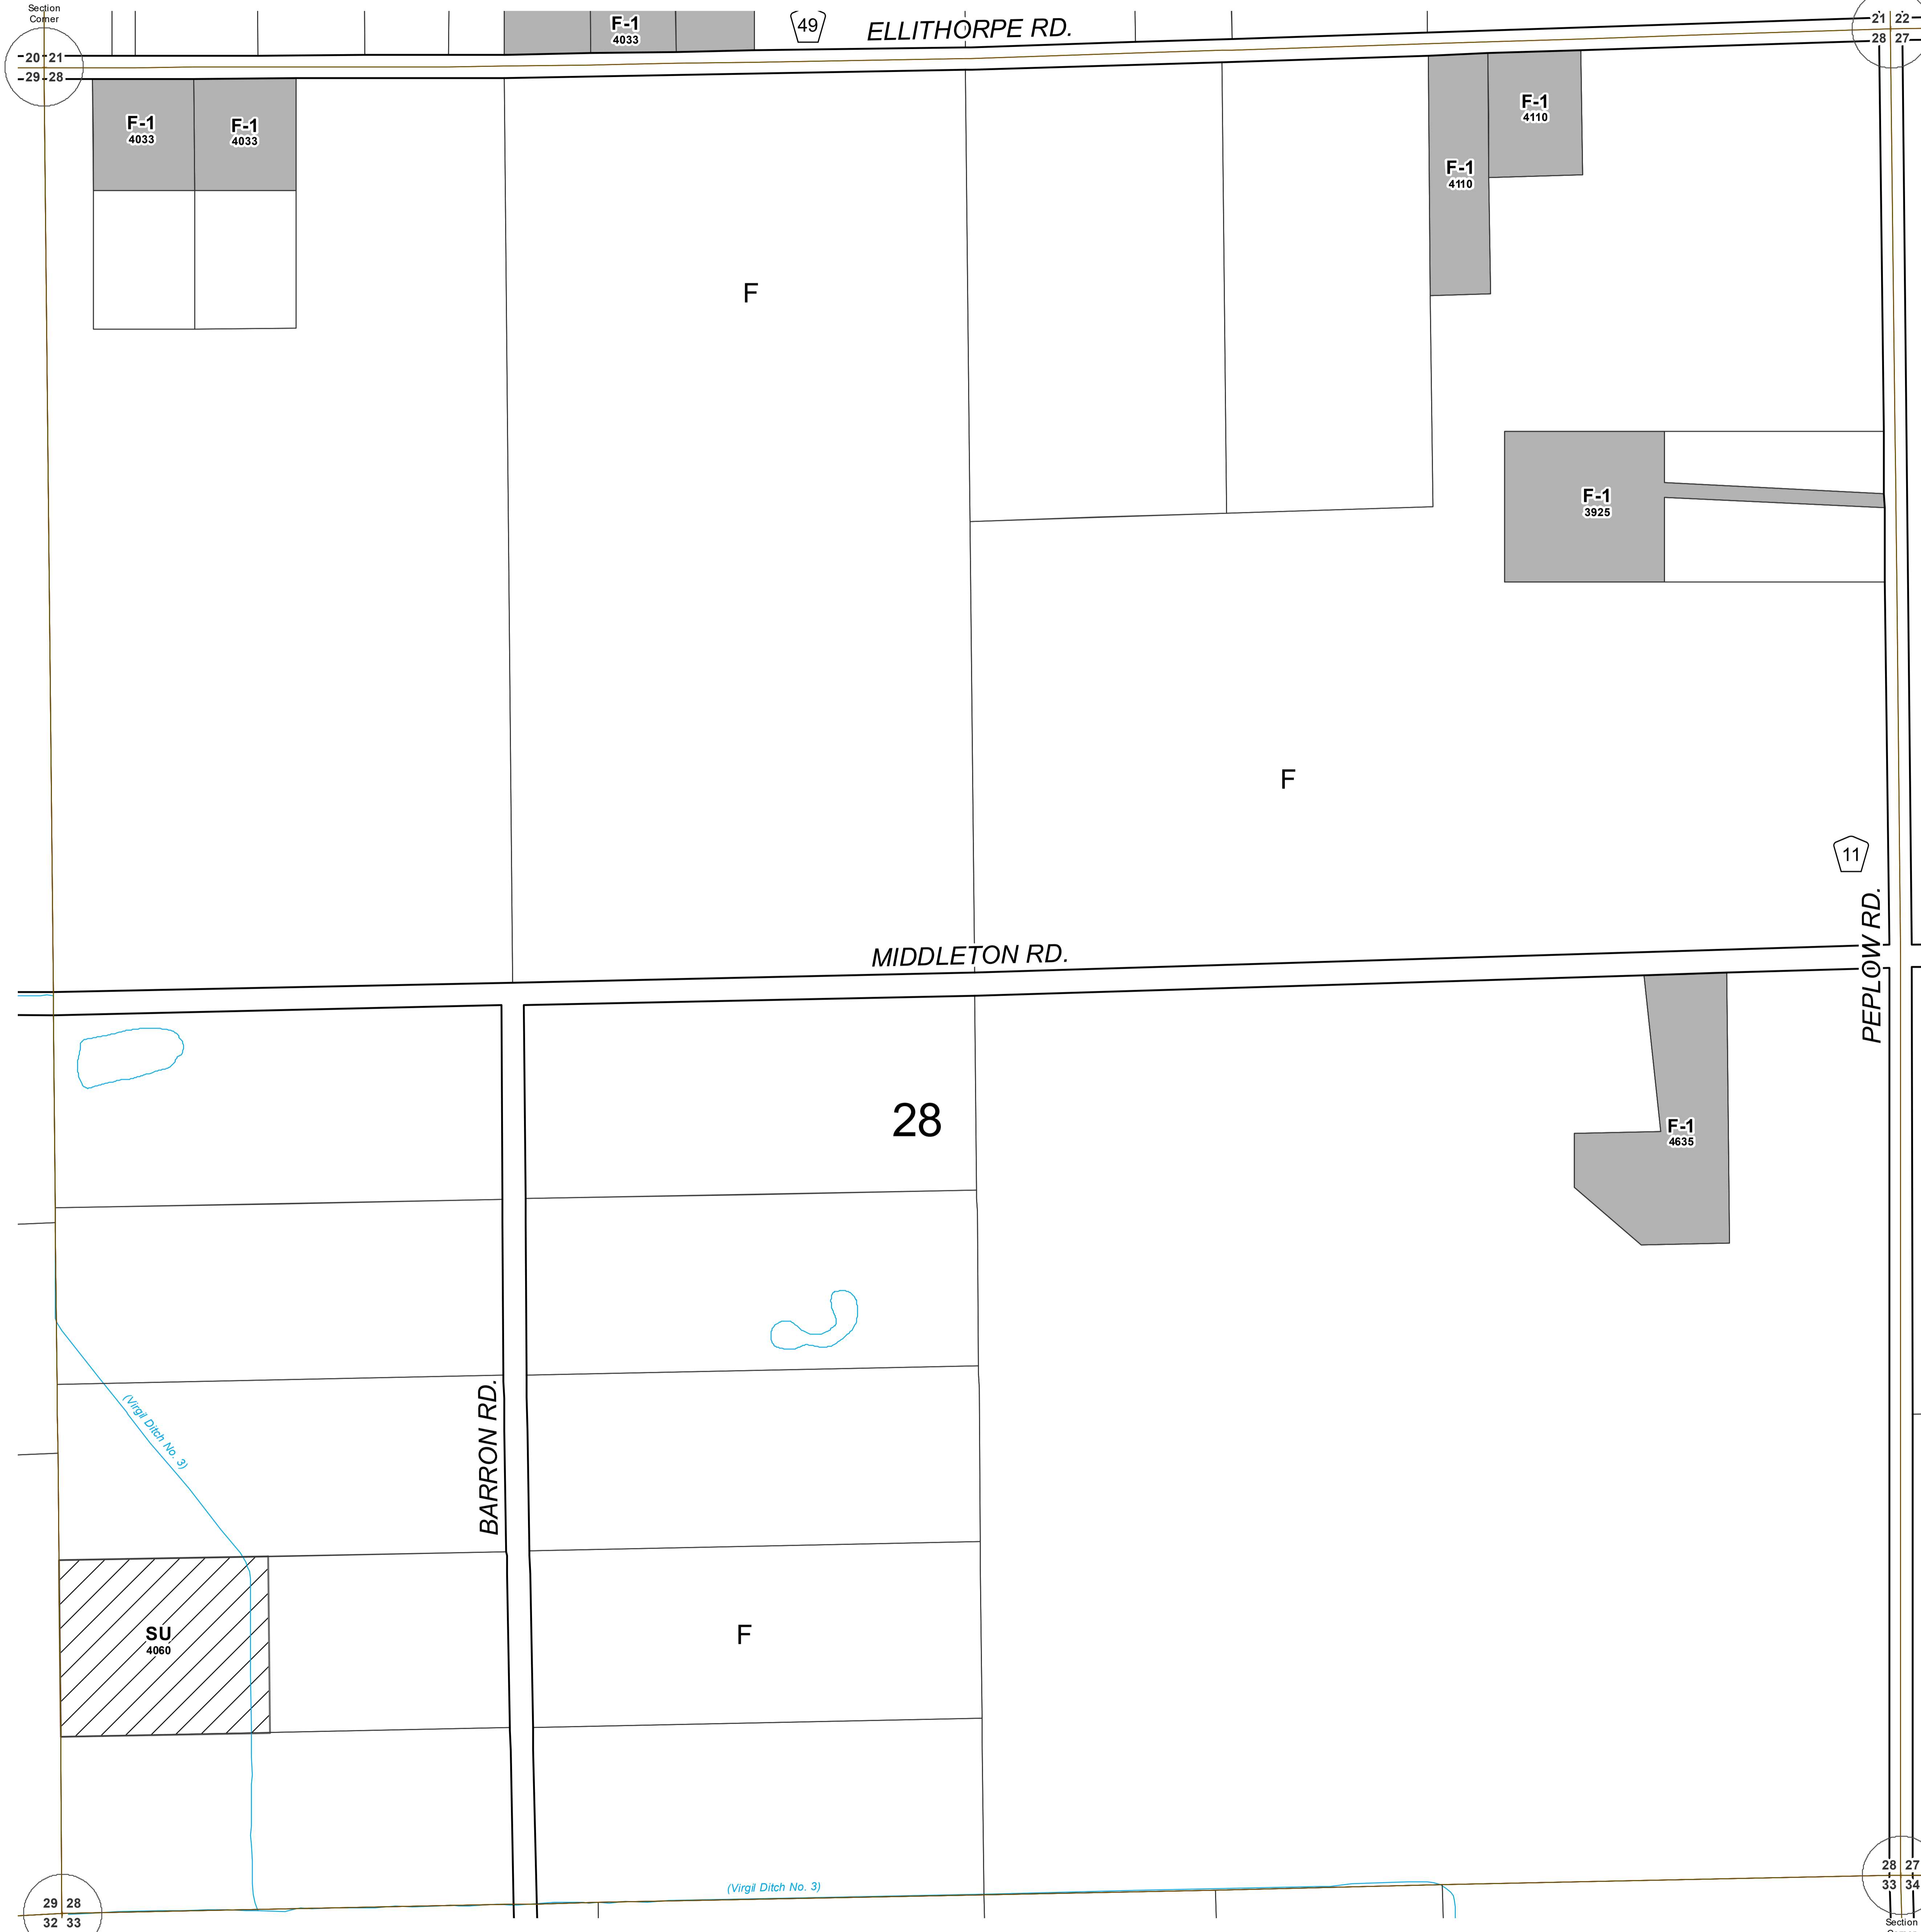 Section
Corner
F-1
4033
49
ELLITHORPE RD.
21 22
28 27
20 21
29 28
F-1
4033
F-1
4033
F-1
4110
F-1
4110
F
F-1
3925
F
11
PEPLOW RD.
MIDDLETON RD.
28
F-1
4635
BARRON RD.
(Virgil Ditch No. 3)
SU
4060
F
(Virgil Ditch No. 3)
28 27
33 34
29 28
32 33
Section